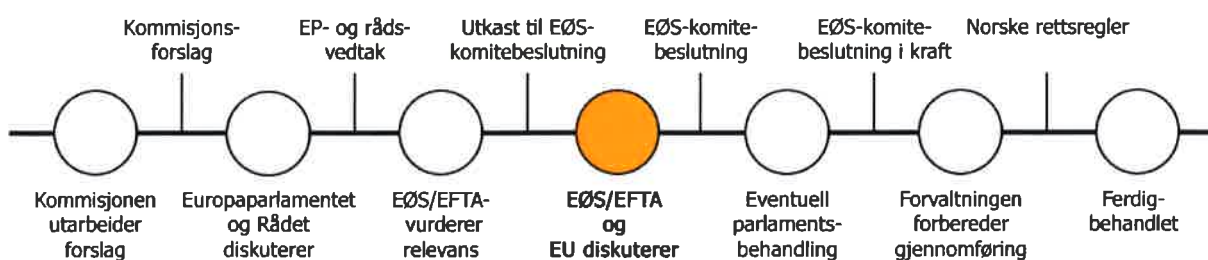 Kommisjons-
forslag
EP- og råds-
vedtak
Utkast til EØS-
komitebeslutning
EØS-komite-
beslutning
EØS-komite-
beslutning i kraft
Norske rettsregler
Kommisjonen
utarbeider
forslag
Europaparlamentet
og Rådet
diskuterer
EØS/EFTA-
vurderer
relevans
EØS/EFTA
og
EU diskuterer
Eventuell
parlaments-
behandling
Forvaltningen
forbereder
gjennomføring
Ferdig-
behandlet